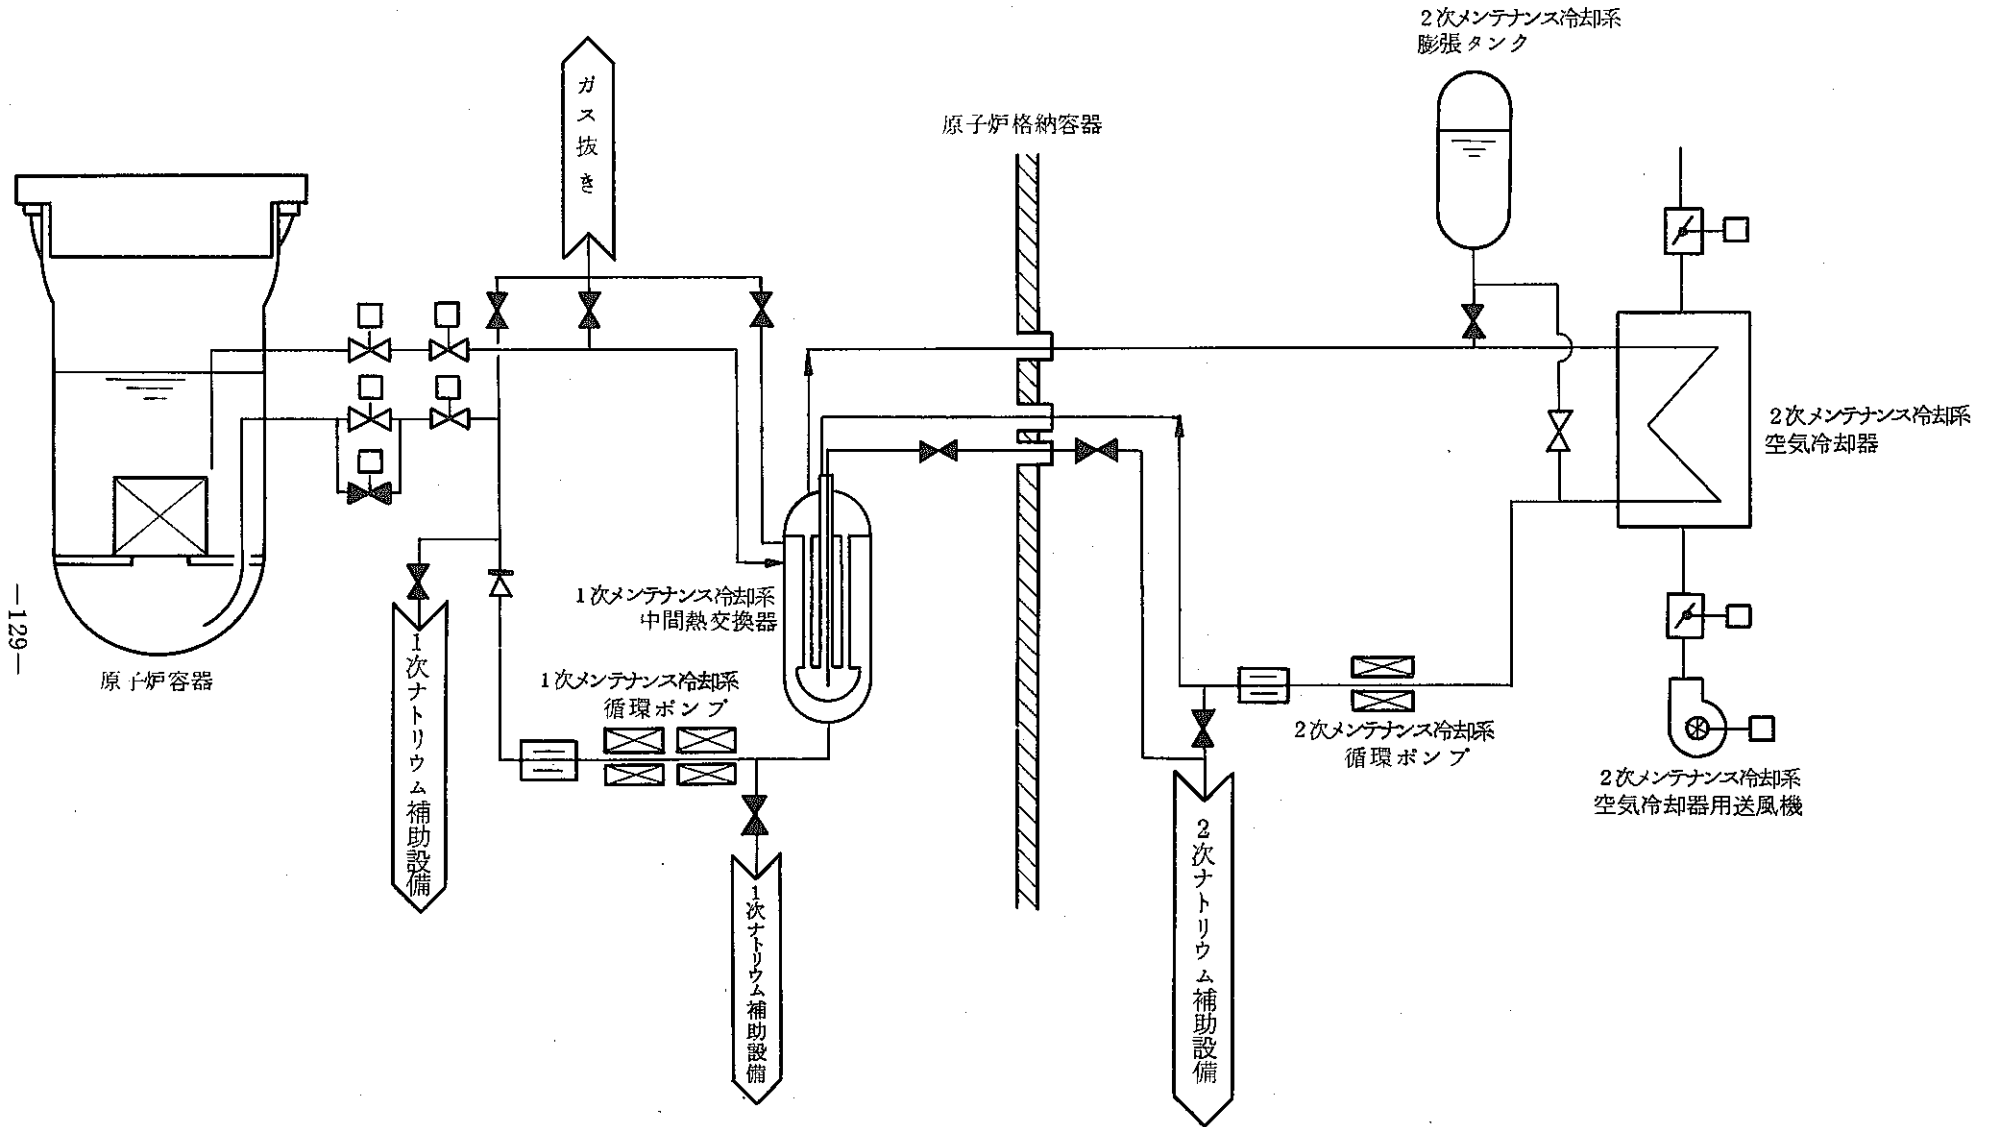 2次メンテナンス冷却系
膨張タンク
ガス抜き
原子炉格納容器
2次メンテナンス冷却系
空気冷却器
1次メンテナンス冷却系
中間熱交換器
原子炉容器
1次メンテナンス冷却系
循環ポンプ
1次ナトリウム補助設備
1次ナトリウム補助設備
2次ナトリウム補助設備
2次メンテナンス冷却系
循環ポンプ
2次メンテナンス冷却系
空気冷却器用送風機
—129—